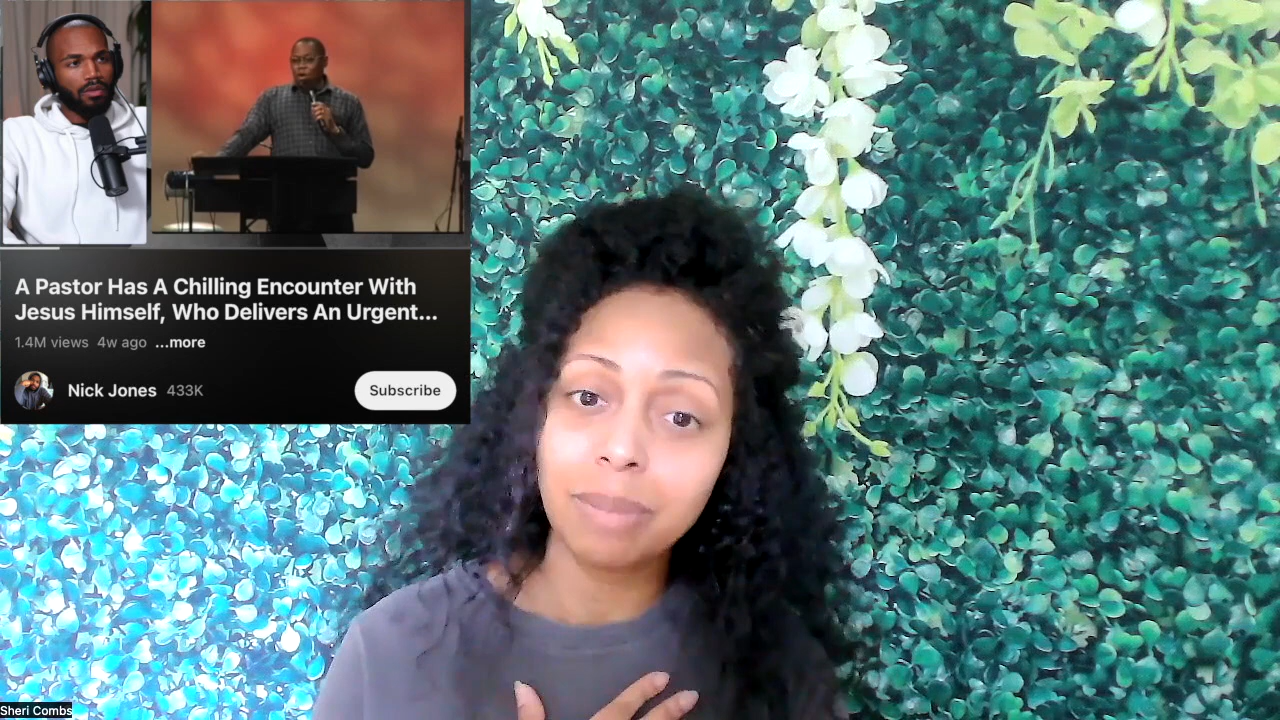 A Pastor Has A Chilling Encounter With
Jesus Himself, Who Delivers An Urgent...
1.4M views 4w ago ...more
Nick Jones 433K
Subscribe
Sheri Combs